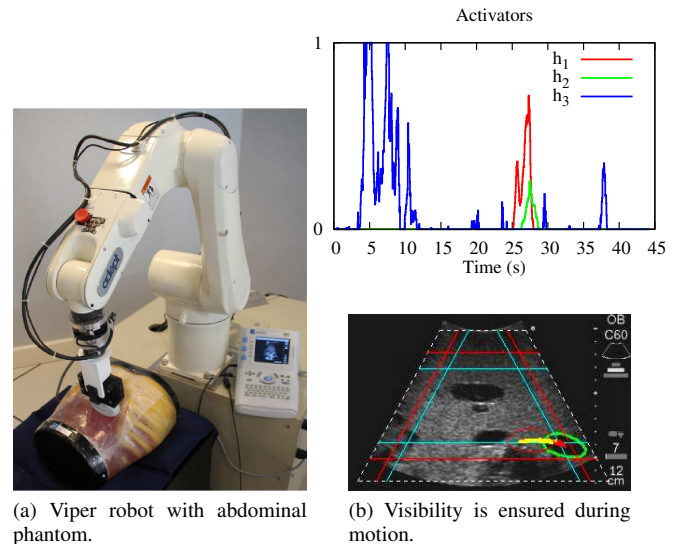 Activators
1
h1
h2
h3
0
0 5 10 15 20 25 30 35 40 45
Time (s)
adept
OB
C60
7
12
cm
(a) Viper robot with abdominal
phantom.
(b) Visibility is ensured during
motion.